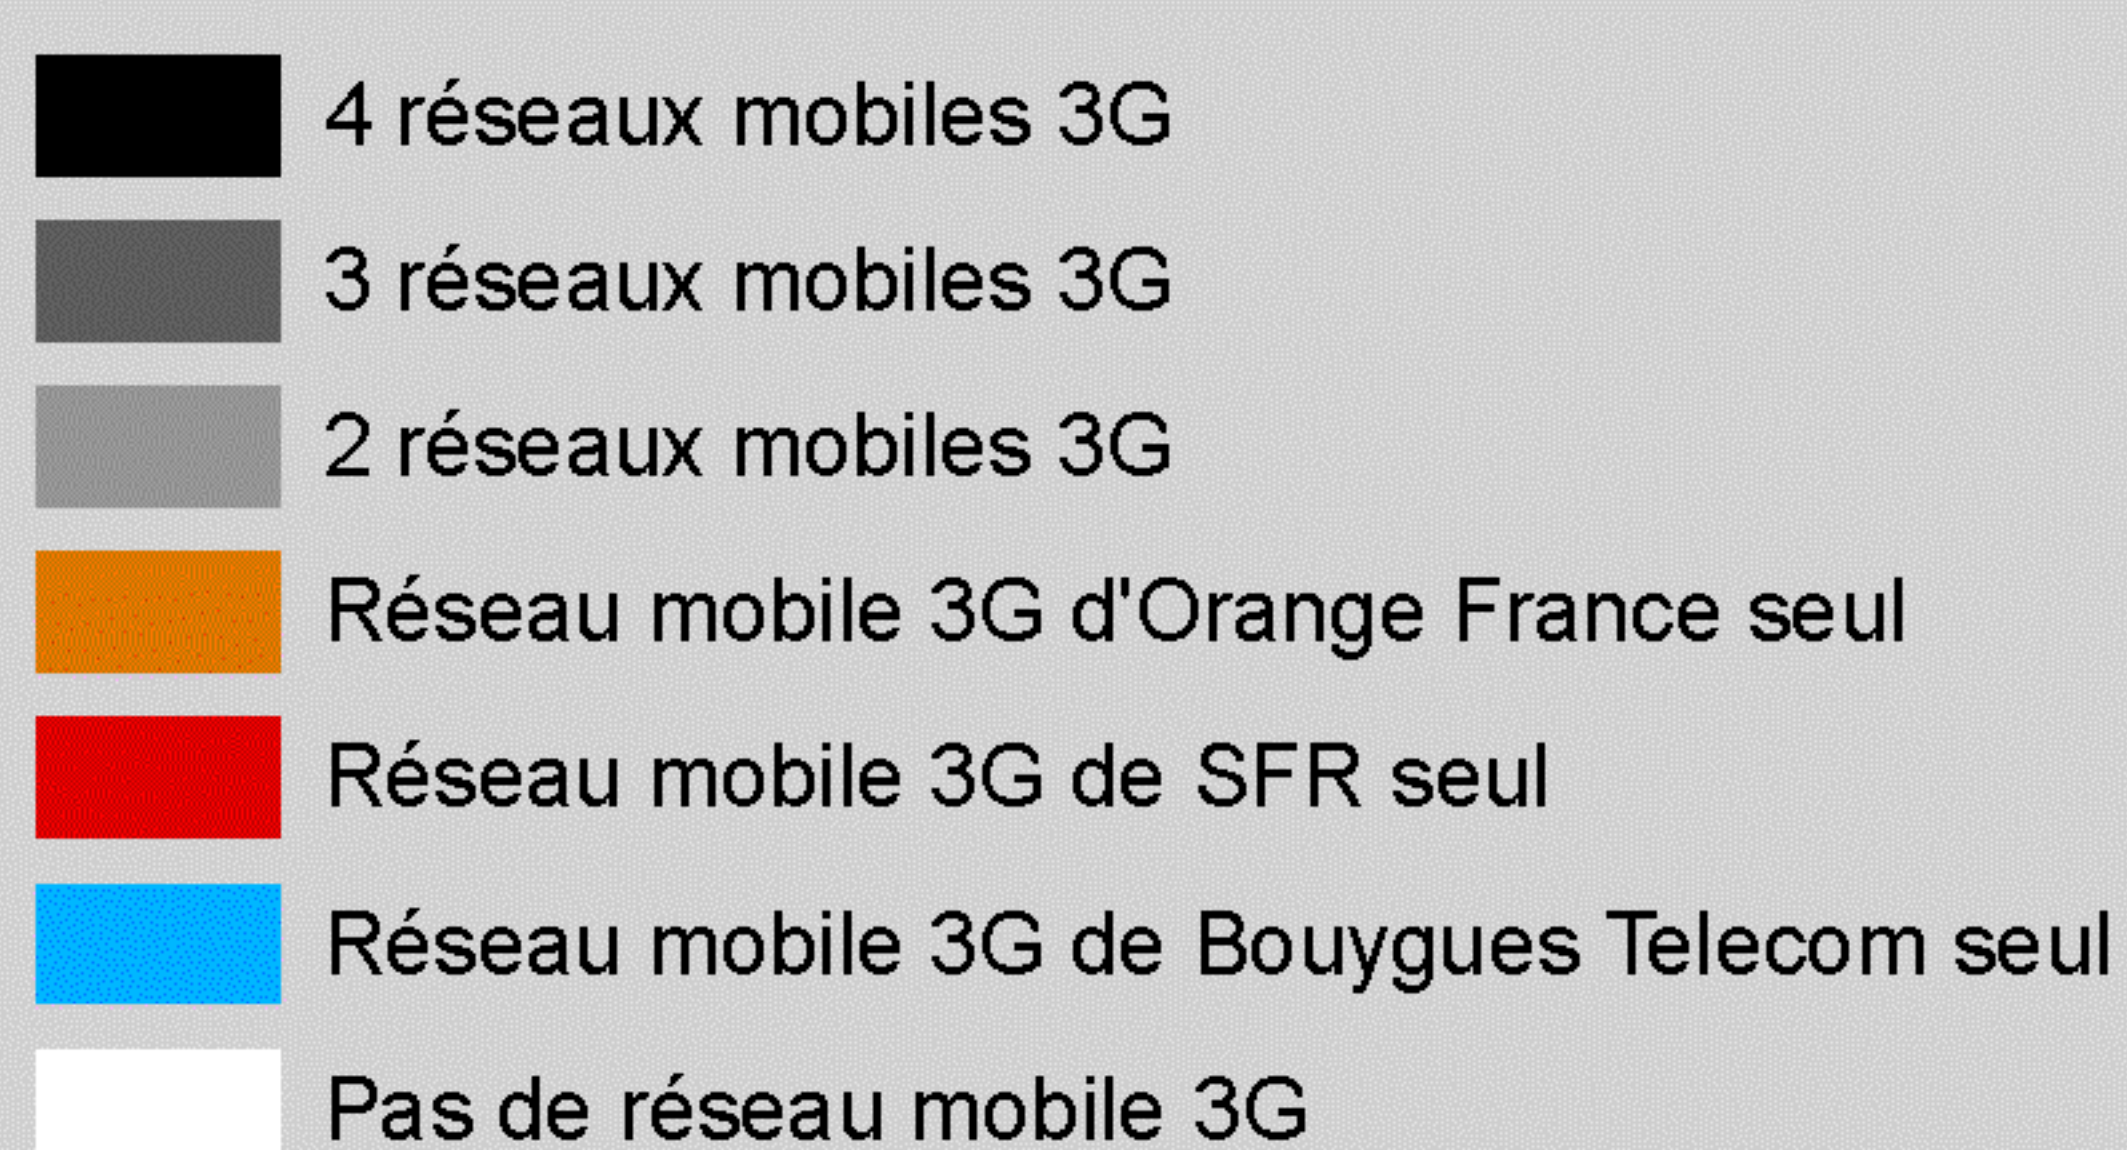 4 réseaux mobiles 3G
3 réseaux mobiles 3G
2 réseaux mobiles 3G
Réseau mobile 3G d'Orange France seul
Réseau mobile 3G de SFR seul
Réseau mobile 3G de Bouygues Telecom seul
Pas de réseau mobile 3G